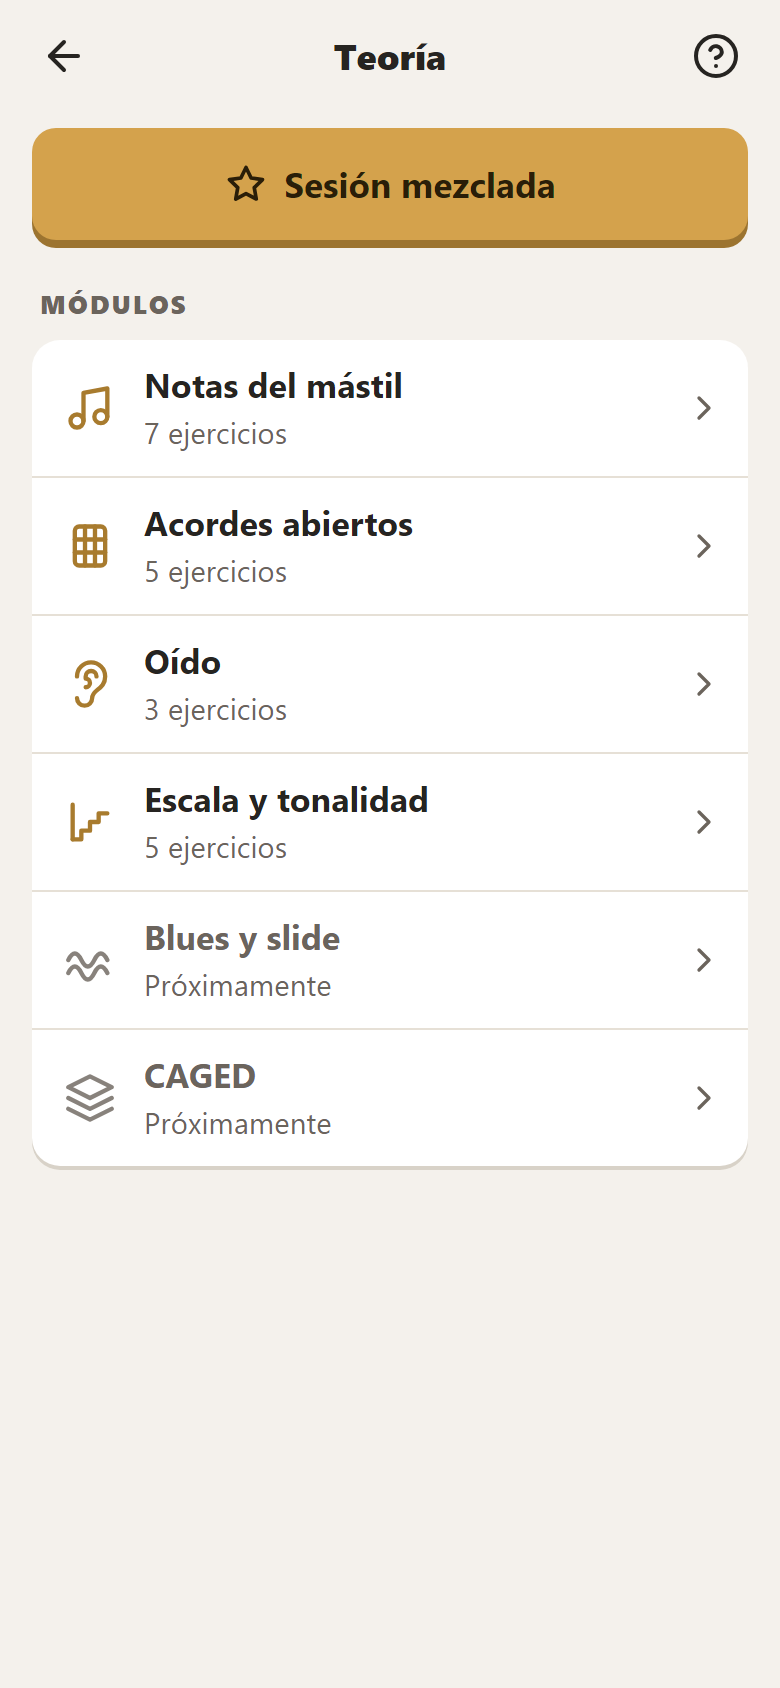 Teoría
Sesión mezclada
MÓDULOS
Notas del mástil
7 ejercicios
Acordes abiertos
5 ejercicios
Oído
3 ejercicios
Escala y tonalidad
5 ejercicios
Blues y slide
Próximamente
CAGED
Próximamente